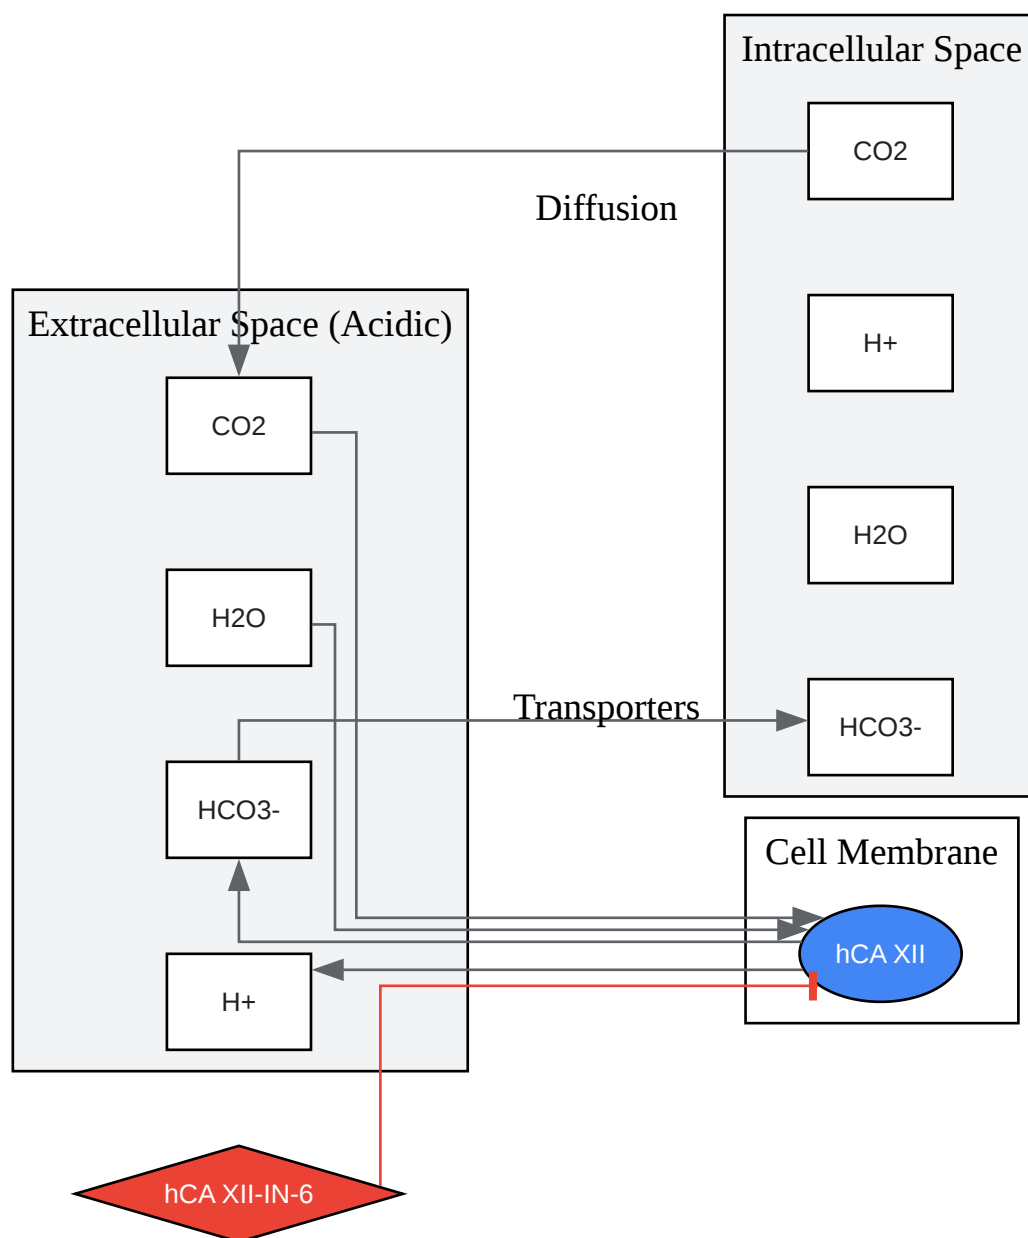 Intracellular Space
CO2
Diffusion
H+
H2O
Transporters
HCO3-
Extracellular Space (Acidic)
CO2
H2O
HCO3-
H+
Cell Membrane
hCA XII
hCA XII-IN-6